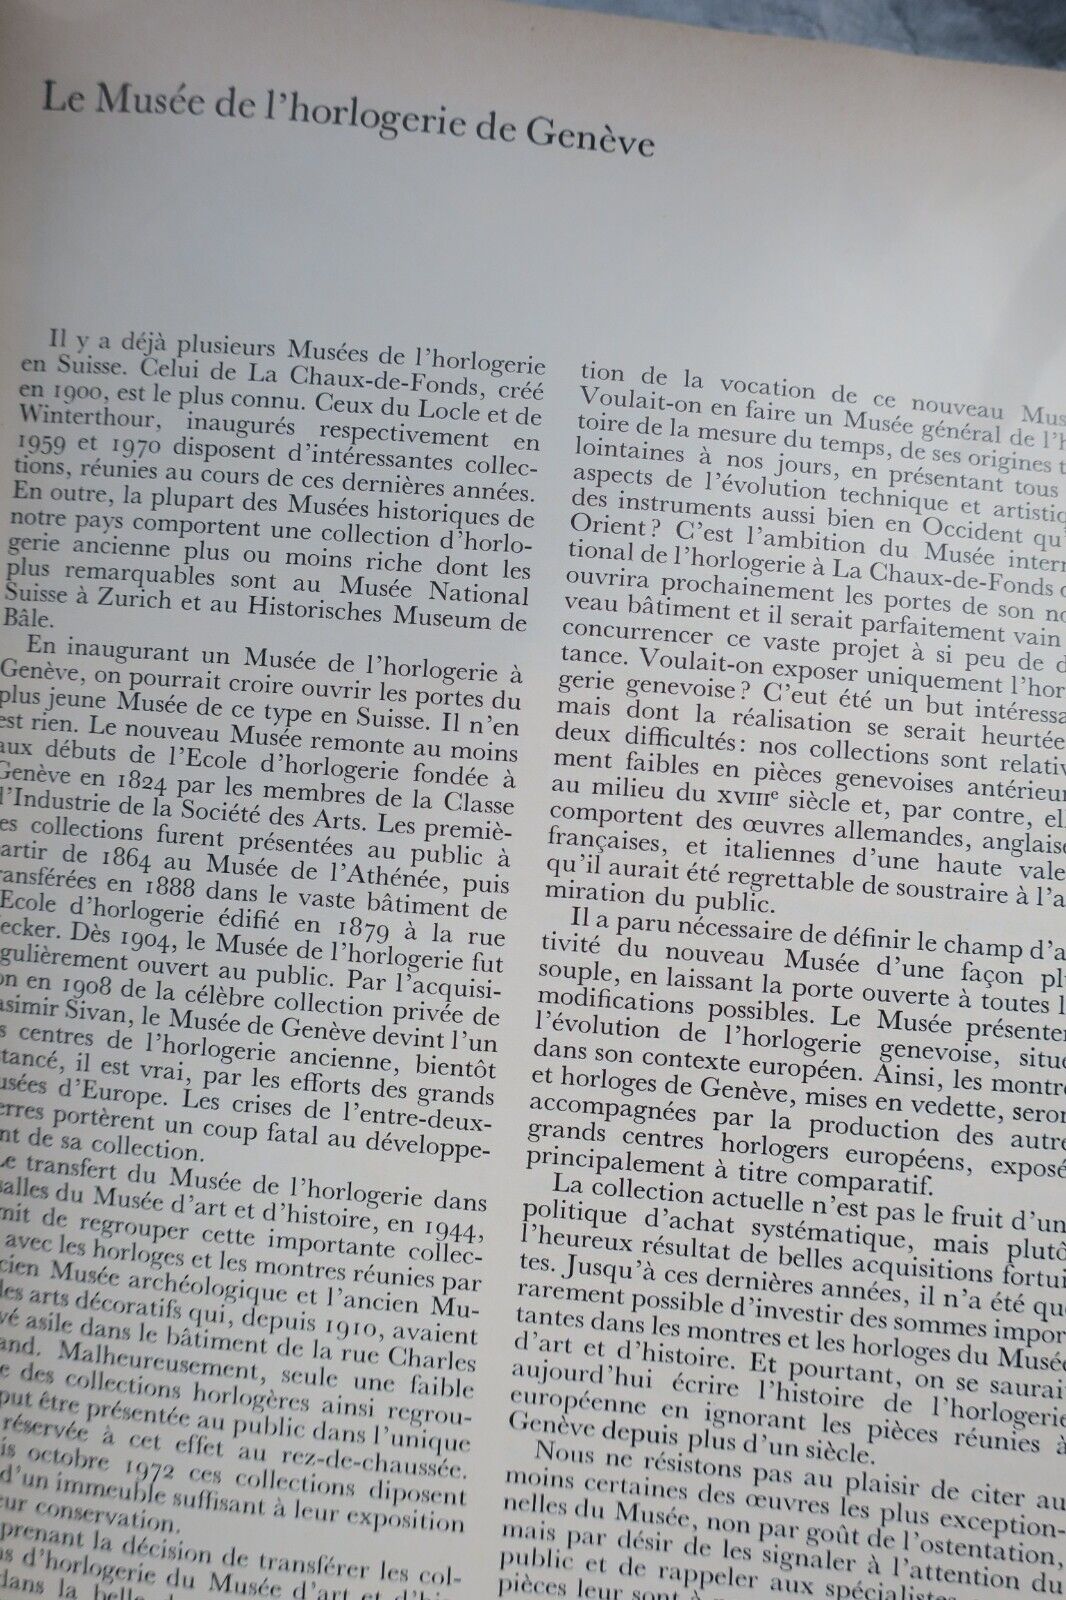 Le Musée de l'horlogerie de Genève
Il y a déjà plusieurs Musées de l'horlogerie
en Suisse. Celui de La Chaux-de-Fonds, créé
en 1900, est le plus connu. Ceux du Locle et de
Winterthour, inaugurés respectivement en
1959 et 1970 disposent d'intéressantes collec-
tions, réunies au cours de ces dernières années.
En outre, la plupart des Musées historiques de
notre pays comportent une collection d'horlo-
gerie ancienne plus ou moins riche dont les
plus remarquables sont au Musée National
Suisse à Zurich et au Historisches Museum de
Bâle.
En inaugurant un Musée de l'horlogerie à
Genève, on pourrait croire ouvrir les portes du
plus jeune Musée de ce type en Suisse. Il n'en
est rien. Le nouveau Musée remonte au moins
aux débuts de l'Ecole d'horlogerie fondée à
Genève en 1824 par les membres de la Classe
l'Industrie de la Société des Arts. Les premiè-
es collections furent présentées au public à
artir de 1864 au Musée de l'Athénée, puis
ransférées en 1888 dans le vaste bâtiment de
Ecole d'horlogerie édifié en 1879 à la rue
ecker. Dès 1904, le Musée de l'horlogerie fut
gulièrement ouvert au public. Par l'acquisi-
on en 1908 de la célèbre collection privée de
asimir Sivan, le Musée de Genève devint l'un
s centres de l'horlogerie ancienne, bientôt
stancé, il est vrai, par les efforts des grands
usées d'Europe. Les crises de l'entre-deux-
erres portèrent un coup fatal au développe-
nt de sa collection.
Le transfert du Musée de l'horlogerie dans
salles du Musée d'art et d'histoire, en 1944,
mit de regrouper cette importante collec-
avec les horloges et les montres réunies par
cien Musée archéologique et l'ancien Mu-
des arts décoratifs qui, depuis 1910, avaient
vé asile dans le bâtiment de la rue Charles
and. Malheureusement, seule une faible
e des collections horlogères ainsi regrou-
put être présentée au public dans l'unique
réservée à cet effet au rez-de-chaussée.
is octobre 1972 ces collections disposent
d'un immeuble suffisant à leur exposition
eur conservation.
prenant la décision de transférer les col-
s d'horlogerie du Musée d'art et d'his
dans la belle
tion de la vocation de ce nouveau Mus
Voulait-on en faire un Musée général de l'h
toire de la mesure du temps, de ses origines t
lointaines à nos jours, en présentant tous
aspects de l'évolution technique et artistiq
des instruments aussi bien en Occident qu'
Orient? C'est l'ambition du Musée intern
tional de l'horlogerie à La Chaux-de-Fonds q
ouvrira prochainement les portes de son no
veau bâtiment et il serait parfaitement vain
concurrencer ce vaste projet à si peu de d
tance. Voulait-on exposer uniquement l'hor
gerie genevoise? C'eut été un but intéressa
mais dont la réalisation se serait heurtée
deux difficultés: nos collections sont relativ
ment faibles en pièces genevoises antérieur
au milieu du XVIIIe siècle et, par contre, ell
comportent des œuvres allemandes, anglaise
françaises, et italiennes d'une haute vale
qu'il aurait été regrettable de soustraire à l'a
miration du public.
Il a paru nécessaire de définir le champ d'a
tivité du nouveau Musée d'une façon pl
souple, en laissant la porte ouverte à toutes l
modifications possibles. Le Musée présente
l'évolution de l'horlogerie genevoise, situé
dans son contexte européen. Ainsi, les montre
et horloges de Genève, mises en vedette, seron
accompagnées par la production des autre
grands centres horlogers européens, exposé
principalement à titre comparatif.
La collection actuelle n'est pas le fruit d'un
politique d'achat systématique, mais plutô
l'heureux résultat de belles acquisitions fortui
tes. Jusqu'à ces dernières années, il n'a été que
rarement possible d'investir des sommes impor
tantes dans les montres et les horloges du Musée
d'art et d'histoire. Et pourtant, on se saurai
aujourd'hui écrire l'histoire de l'horlogerie
européenne en ignorant les pièces réunies à
Genève depuis plus d'un siècle.
Nous ne résistons pas au plaisir de citer au
moins certaines des œuvres les plus exception-
nelles du Musée, non par goût de l'ostentation,
mais par désir de les signaler à l'attention du
public et de rappeler aux spécialistes
pièces leur sont à